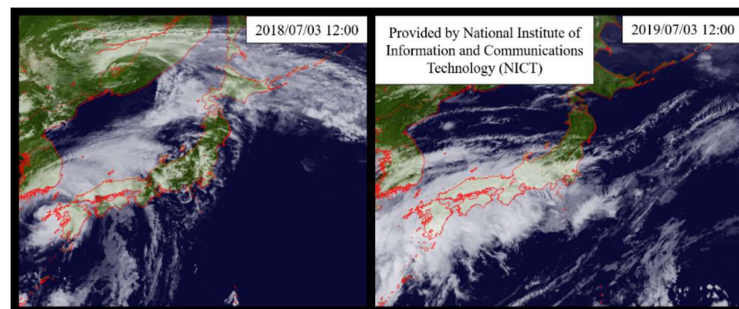 2018/07/03 12:00
Provided by National Institute of
Information and Communications
Technology (NICT)
2019/07/03 12:00